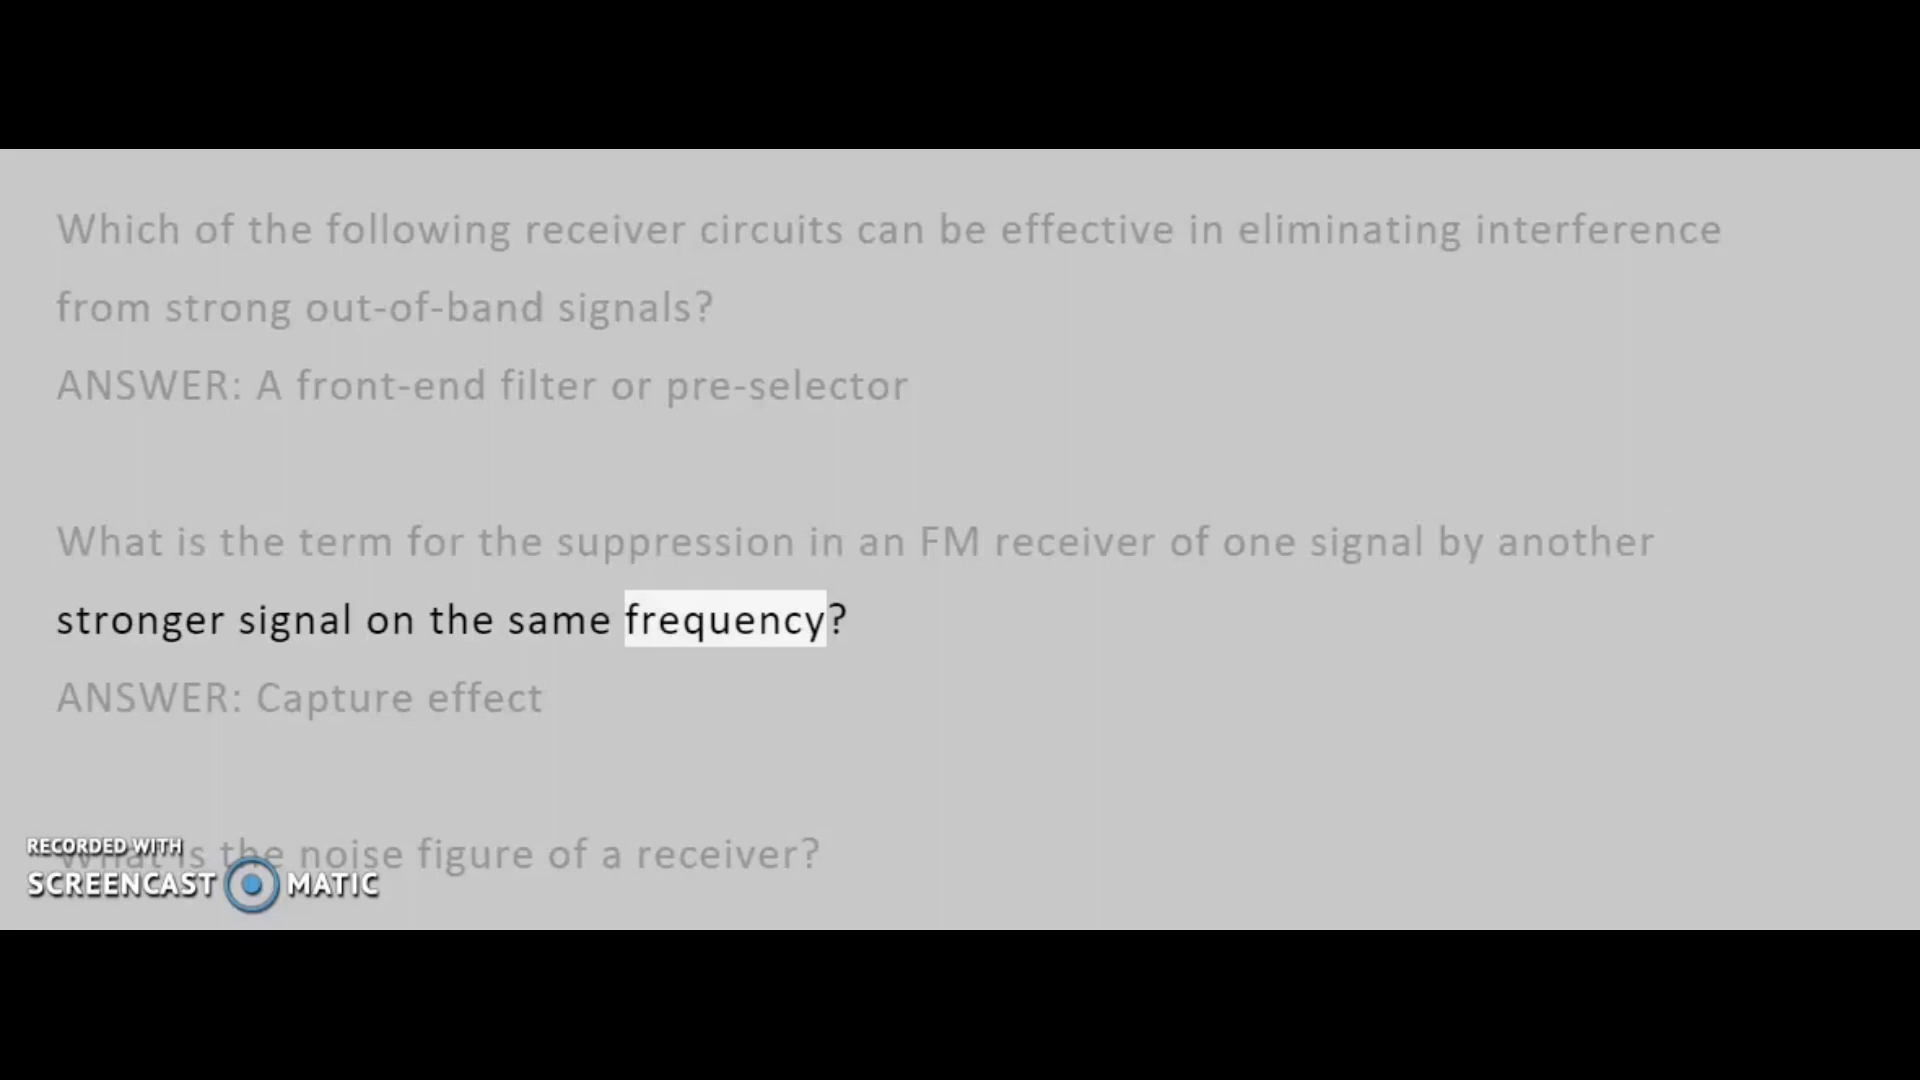 Which of the following receiver circuits can be effective in eliminating interference
from strong out-of-band signals?
ANSWER: A front-end filter or pre-selector
What is the term for the suppression in an FM receiver of one signal by another
stronger signal on the same frequency?
ANSWER: Capture effect
What is the noise figure of a receiver?
RECORDED WITH
SCREENCAST MATIC